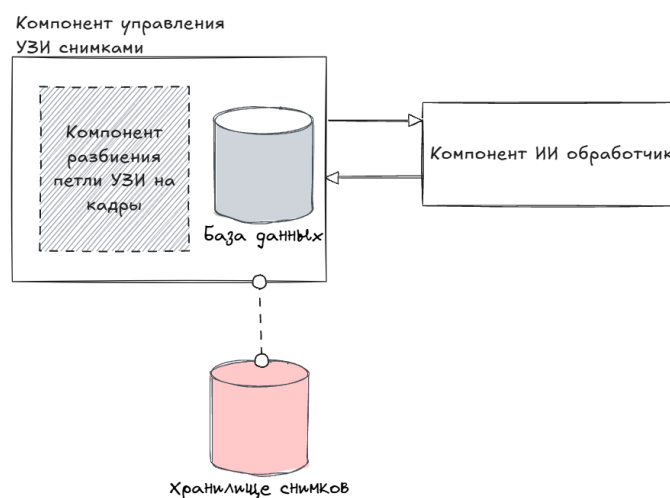 Компонент управления
УЗИ снимками
Компонент
разбиения
петли УЗИ на
кадры
База данных
Компонент ИИ обработчик
Хранилище снимков